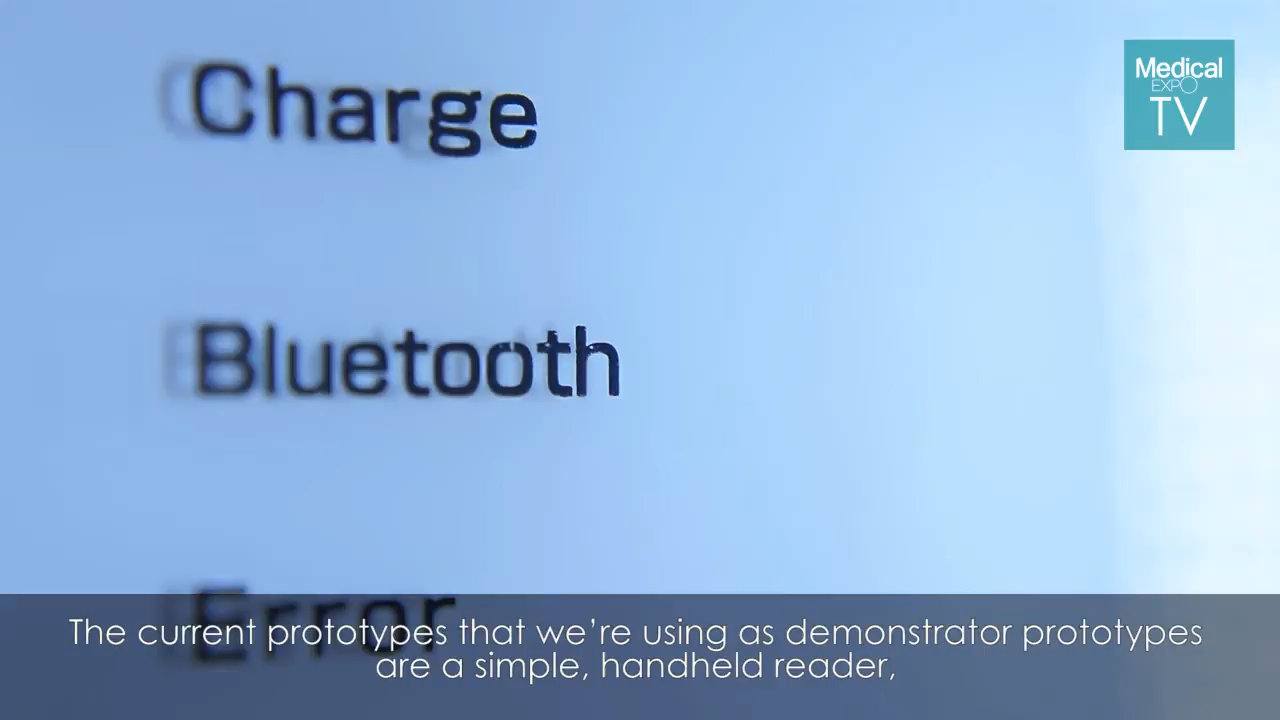 Charge
Medical
EXPO
TV
Bluetooth
Error
The current prototypes that we’re using as demonstrator prototypes
are a simple, handheld reader,